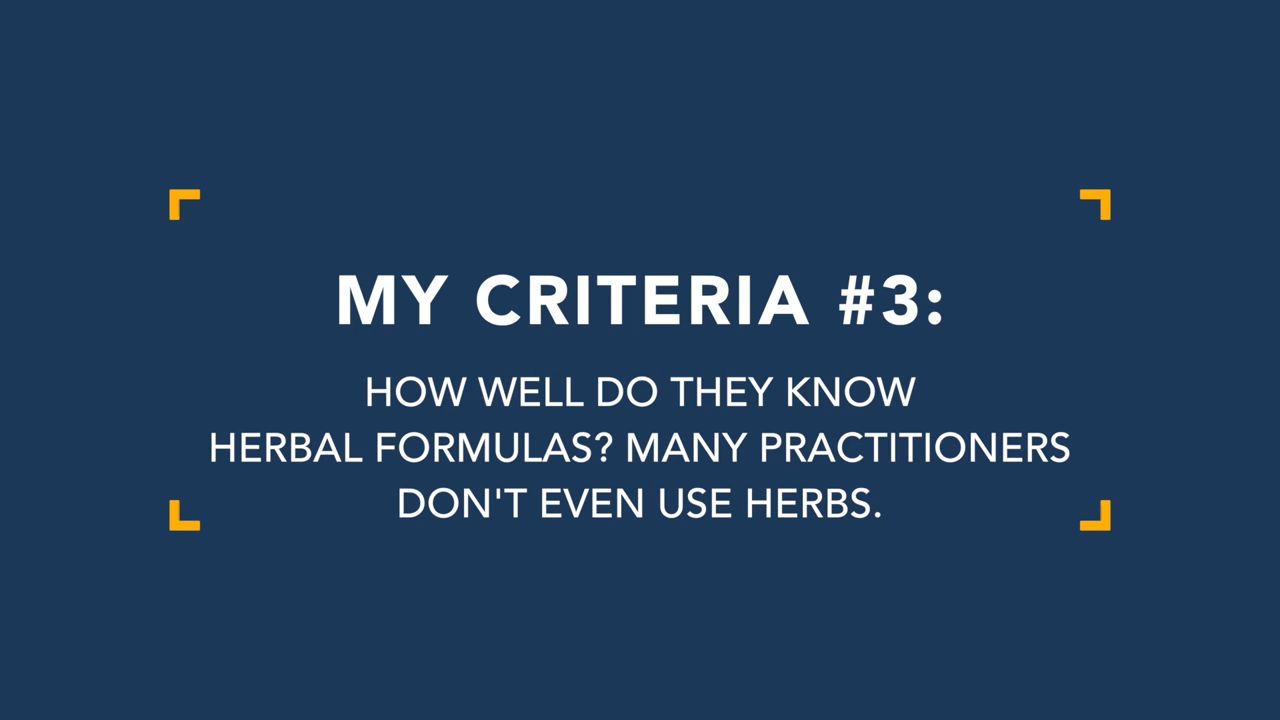 MY CRITERIA #3:
HOW WELL DO THEY KNOW
HERBAL FORMULAS? MANY PRACTITIONERS
DON'T EVEN USE HERBS.